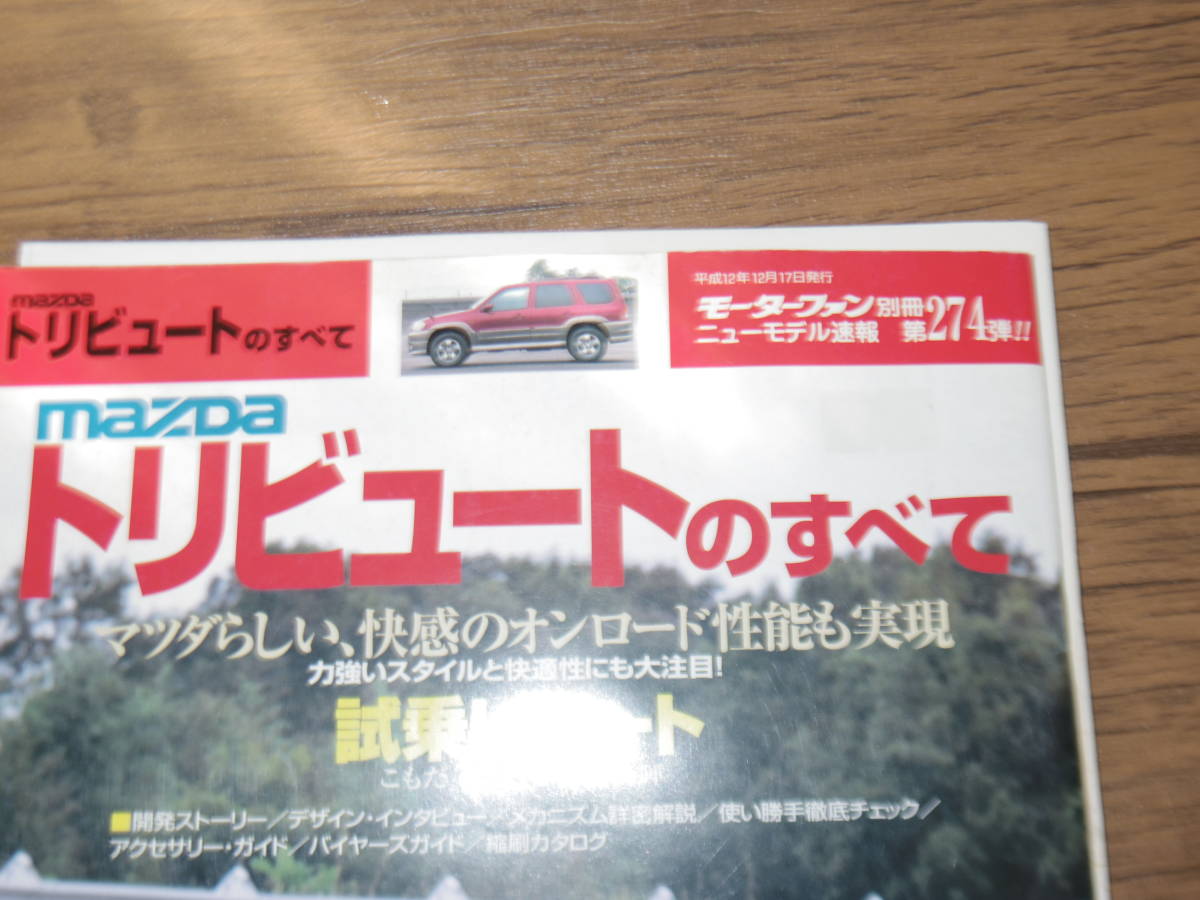 mazda
トリビュートのすべて
平成12年12月17日発行
モーターファン別冊
ニューモデル速報 第274弾!!
mazda
トリビュートのすべて
マツダらしい、快感のオンロード性能も実現
力強いスタイルと快適性にも大注目!
試乗 ート
こもだ
■開発ストーリー／デザイン・インタビュー／メカニズム詳密解説／使い勝手徹底チェック／
アクセサリー・ガイド／バイヤーズガイド／縮刷カタログ